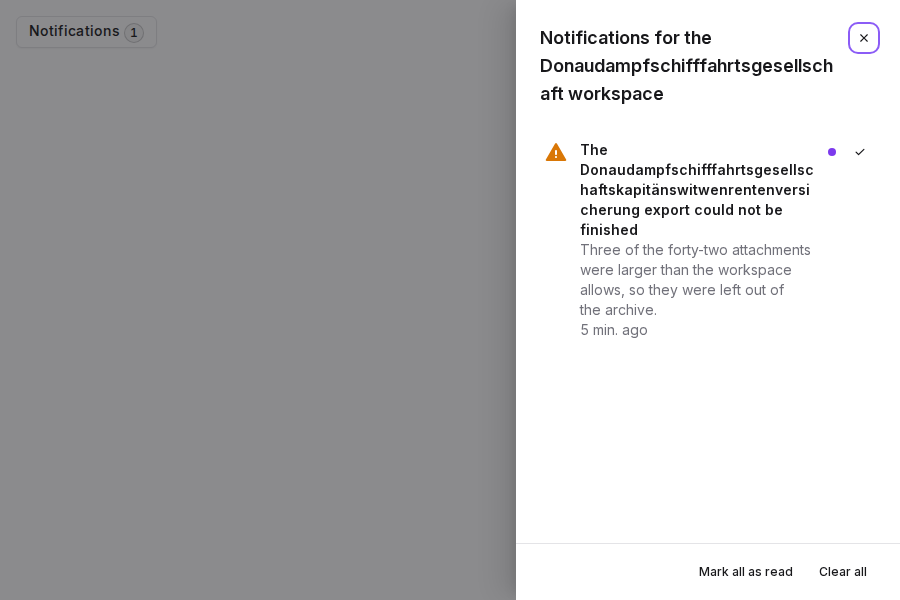 Notifications 1
Notifications for the
Donaudampfschifffahrtsgesellsch
aft workspace
The
Donaudampfschifffahrtsgesellsc
haftskapitänswitwenrentenversi
cherung export could not be
finished
Three of the forty-two attachments
were larger than the workspace
allows, so they were left out of
the archive.
5 min. ago
Mark all as read
Clear all